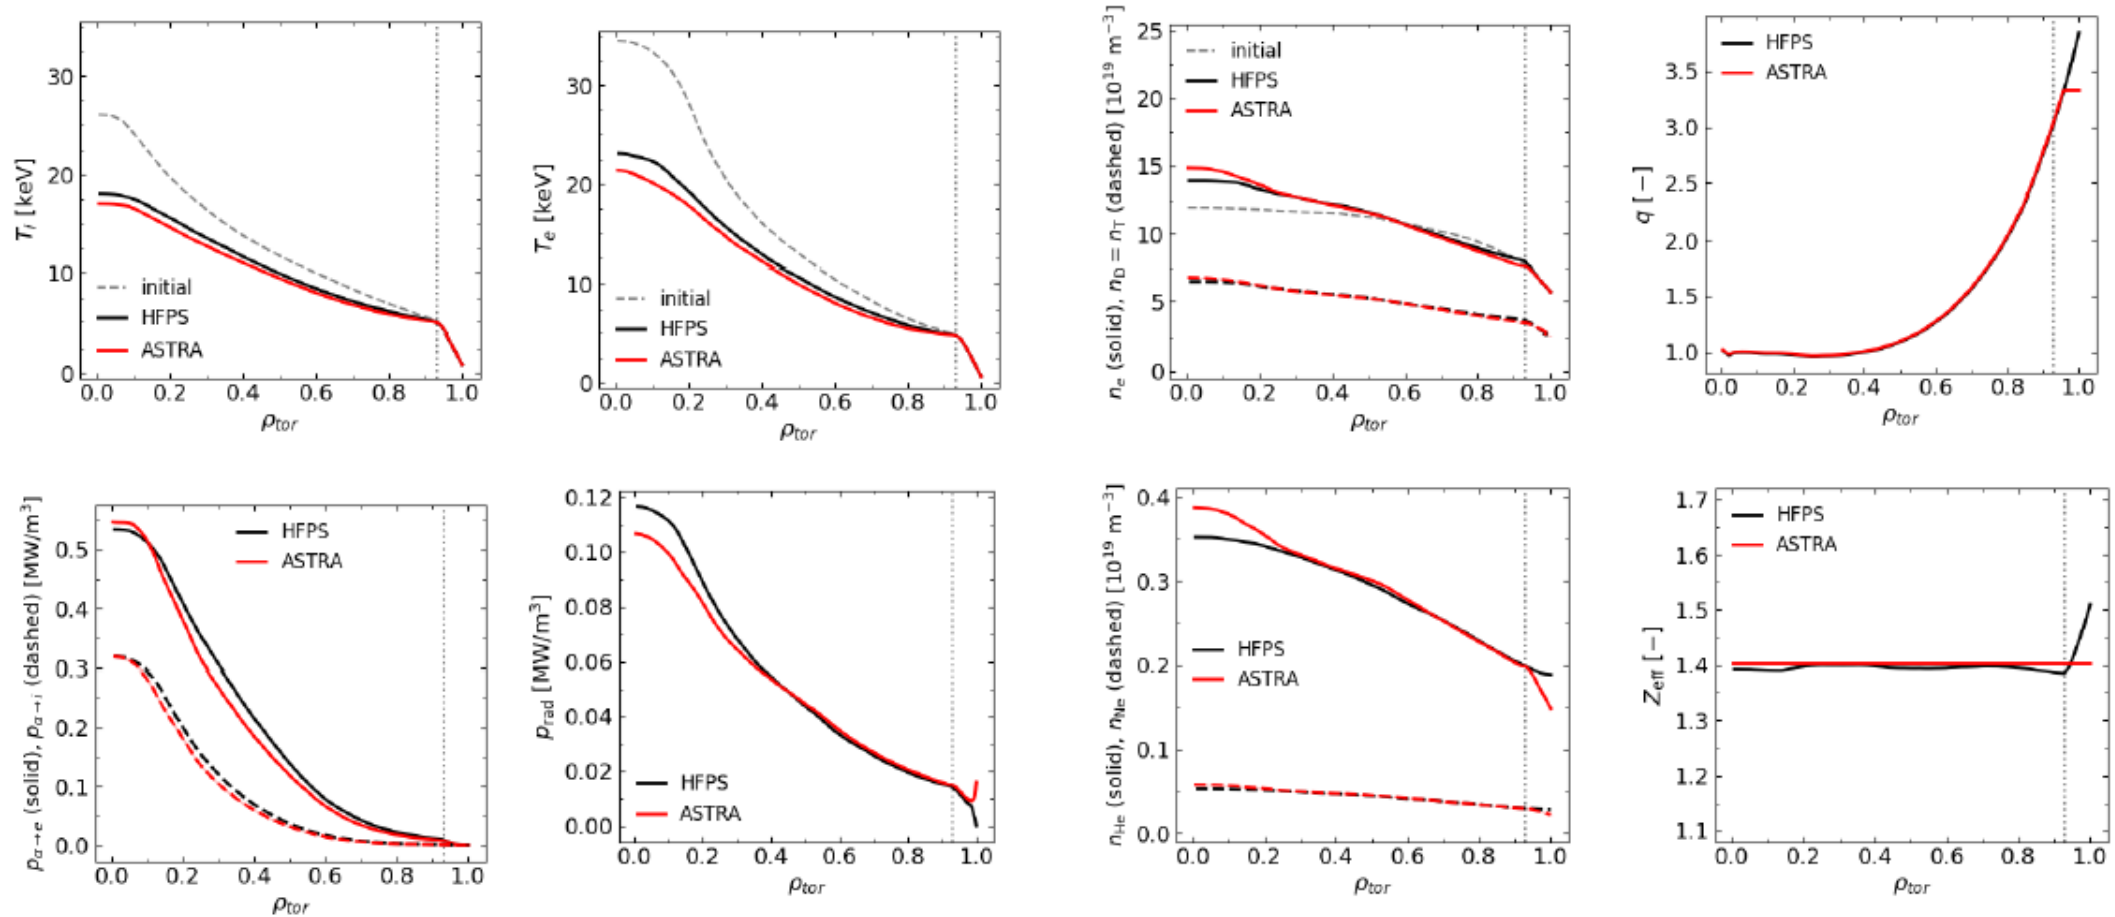 T_i [keV]
30
20
10
0
initial
HFPS
ASTRA
0.0 0.2 0.4 0.6 0.8 1.0
ρ_tor
T_e [keV]
30
20
10
0
initial
HFPS
ASTRA
0.0 0.2 0.4 0.6 0.8 1.0
ρ_tor
n_e (solid), n_D = n_T (dashed) [10^19 m^−3]
25
20
15
10
5
0
initial
HFPS
ASTRA
0.0 0.2 0.4 0.6 0.8 1.0
ρ_tor
q [−]
3.5
3.0
2.5
2.0
1.5
1.0
HFPS
ASTRA
0.0 0.2 0.4 0.6 0.8 1.0
ρ_tor
p_α→e (solid), p_α→i (dashed) [MW/m^3]
0.5
0.4
0.3
0.2
0.1
0.0
HFPS
ASTRA
0.0 0.2 0.4 0.6 0.8 1.0
ρ_tor
p_rad [MW/m^3]
0.12
0.10
0.08
0.06
0.04
0.02
0.00
HFPS
ASTRA
0.0 0.2 0.4 0.6 0.8 1.0
ρ_tor
n_He (solid), n_Ne (dashed) [10^19 m^−3]
0.4
0.3
0.2
0.1
0.0
HFPS
ASTRA
0.0 0.2 0.4 0.6 0.8 1.0
ρ_tor
Z_eff [−]
1.7
1.6
1.5
1.4
1.3
1.2
1.1
HFPS
ASTRA
0.0 0.2 0.4 0.6 0.8 1.0
ρ_tor